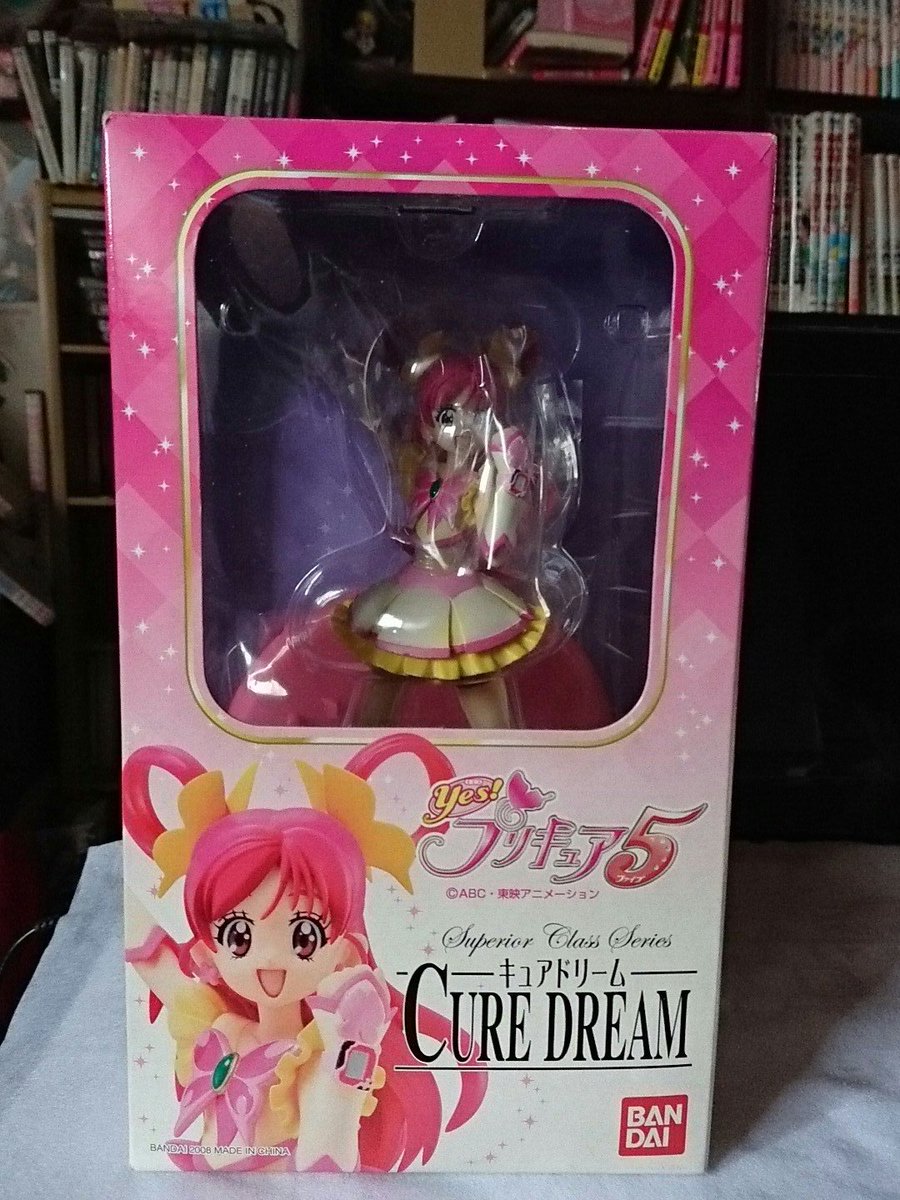 Yes!
プリキュア5
ファイブ
©ABC・東映アニメーション
Superior Class Series
キュアドリーム
CURE DREAM
BAN
DAI
BANDAI 2008 MADE IN CHINA